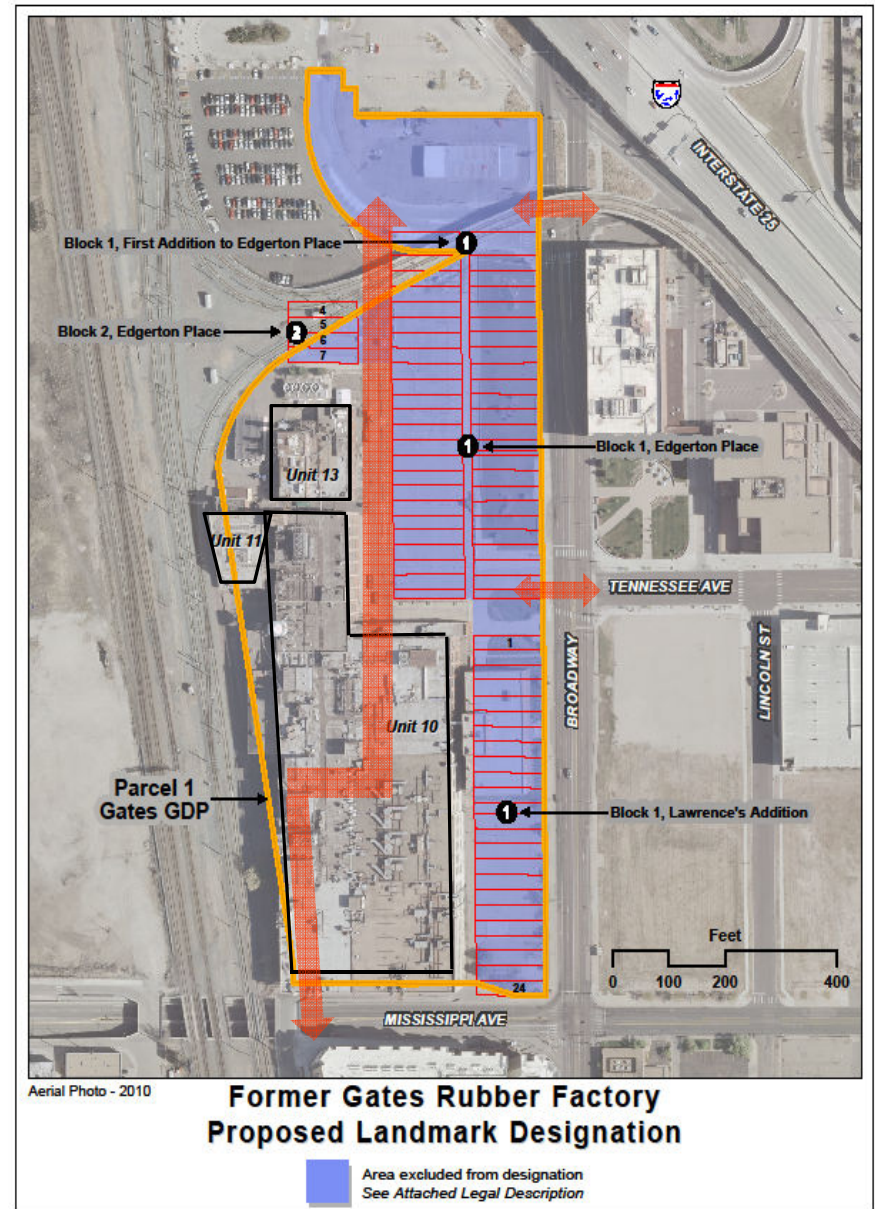 INTERSTATE 25
Block 1, First Addition to Edgerton Place
1
4
Block 2, Edgerton Place
2
5
6
7
1
Block 1, Edgerton Place
Unit 13
Unit 11
TENNESSEE AVE
1
BROADWAY
LINCOLN ST
Unit 10
Parcel 1
Gates GDP
1
Block 1, Lawrence's Addition
Feet
0 100 200 400
24
MISSISSIPPI AVE
Aerial Photo - 2010
Former Gates Rubber Factory
Proposed Landmark Designation
Area excluded from designation
See Attached Legal Description